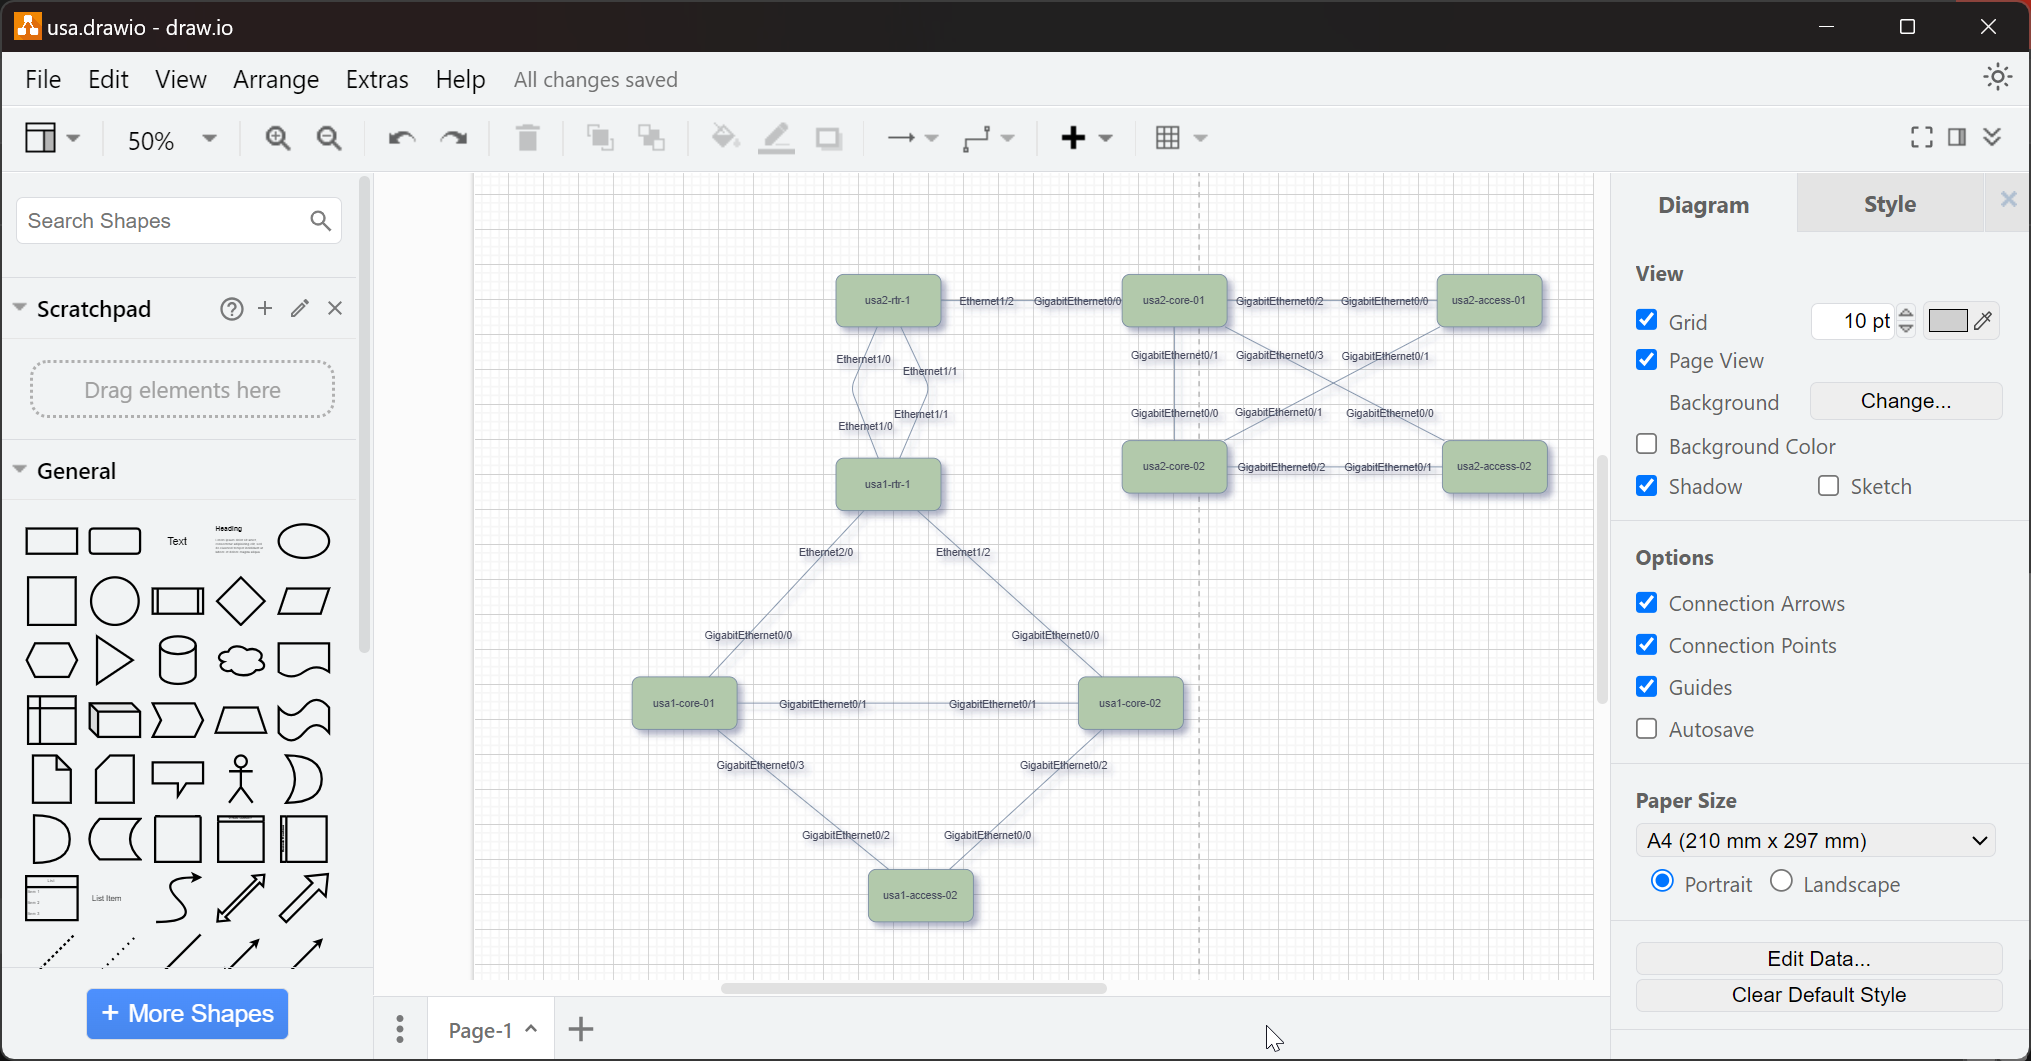 usa.drawio - draw.io
File Edit View Arrange Extras Help All changes saved
50%
Search Shapes
Scratchpad
Drag elements here
General
Heading
Text
List Item
+ More Shapes
usa2-rtr-1
Ethernet1/2
GigabitEthernet0/0
usa2-core-01
GigabitEthernet0/2
GigabitEthernet0/0
usa2-access-01
Ethernet1/0
Ethernet1/1
GigabitEthernet0/1
GigabitEthernet0/3
GigabitEthernet0/1
Ethernet1/1
Ethernet1/0
GigabitEthernet0/0
GigabitEthernet0/1
GigabitEthernet0/0
usa1-rtr-1
usa2-core-02
GigabitEthernet0/2
GigabitEthernet0/1
usa2-access-02
Ethernet2/0
Ethernet1/2
GigabitEthernet0/0
GigabitEthernet0/0
usa1-core-01
GigabitEthernet0/1
GigabitEthernet0/1
usa1-core-02
GigabitEthernet0/3
GigabitEthernet0/2
GigabitEthernet0/2
GigabitEthernet0/0
usa1-access-02
Page-1
Diagram
Style
View
Grid
10 pt
Page View
Background
Change...
Background Color
Shadow
Sketch
Options
Connection Arrows
Connection Points
Guides
Autosave
Paper Size
A4 (210 mm x 297 mm)
Portrait
Landscape
Edit Data...
Clear Default Style